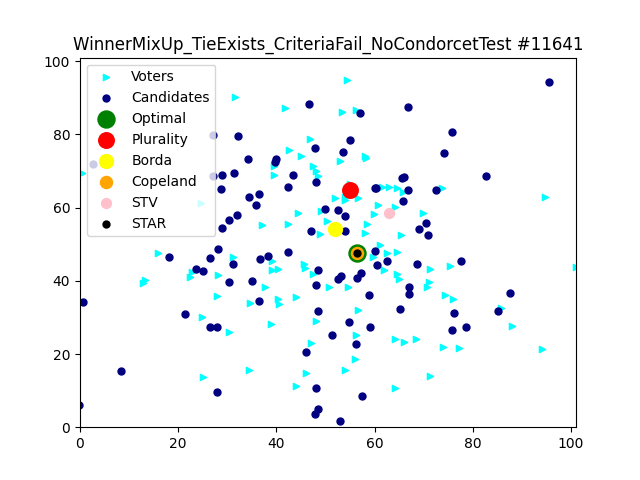 WinnerMixUp_TieExists_CriteriaFail_NoCondorcetTest #11641
100
80
60
40
20
0
0 20 40 60 80 100
Voters
Candidates
Optimal
Plurality
Borda
Copeland
STV
STAR